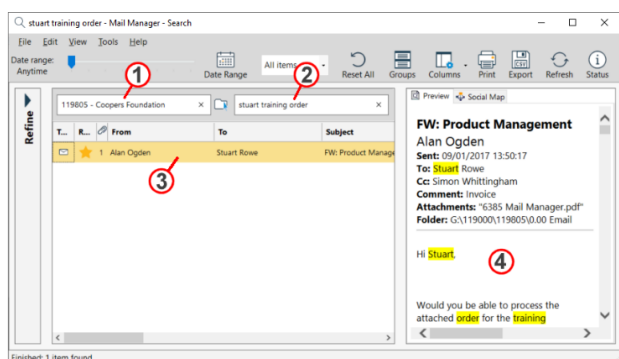 stuart training order - Mail Manager - Search
File Edit View Tools Help
Date range:
Anytime
Date Range
All items
Reset All
Groups
Columns
Print
Export
Refresh
Status
1
2
119805 - Coopers Foundation ×
stuart training order ×
Refine
T... R... From To Subject
1 Alan Ogden Stuart Rowe FW: Product Manage
3
Preview Social Map
FW: Product Management
Alan Ogden
Sent: 09/01/2017 13:50:17
To: Stuart Rowe
Cc: Simon Whittingham
Comment: Invoice
Attachments: "6385 Mail Manager.pdf"
Folder: G:\119000\119805\0.00 Email
Hi Stuart,
4
Would you be able to process the
attached order for the training
Finished: 1 item found